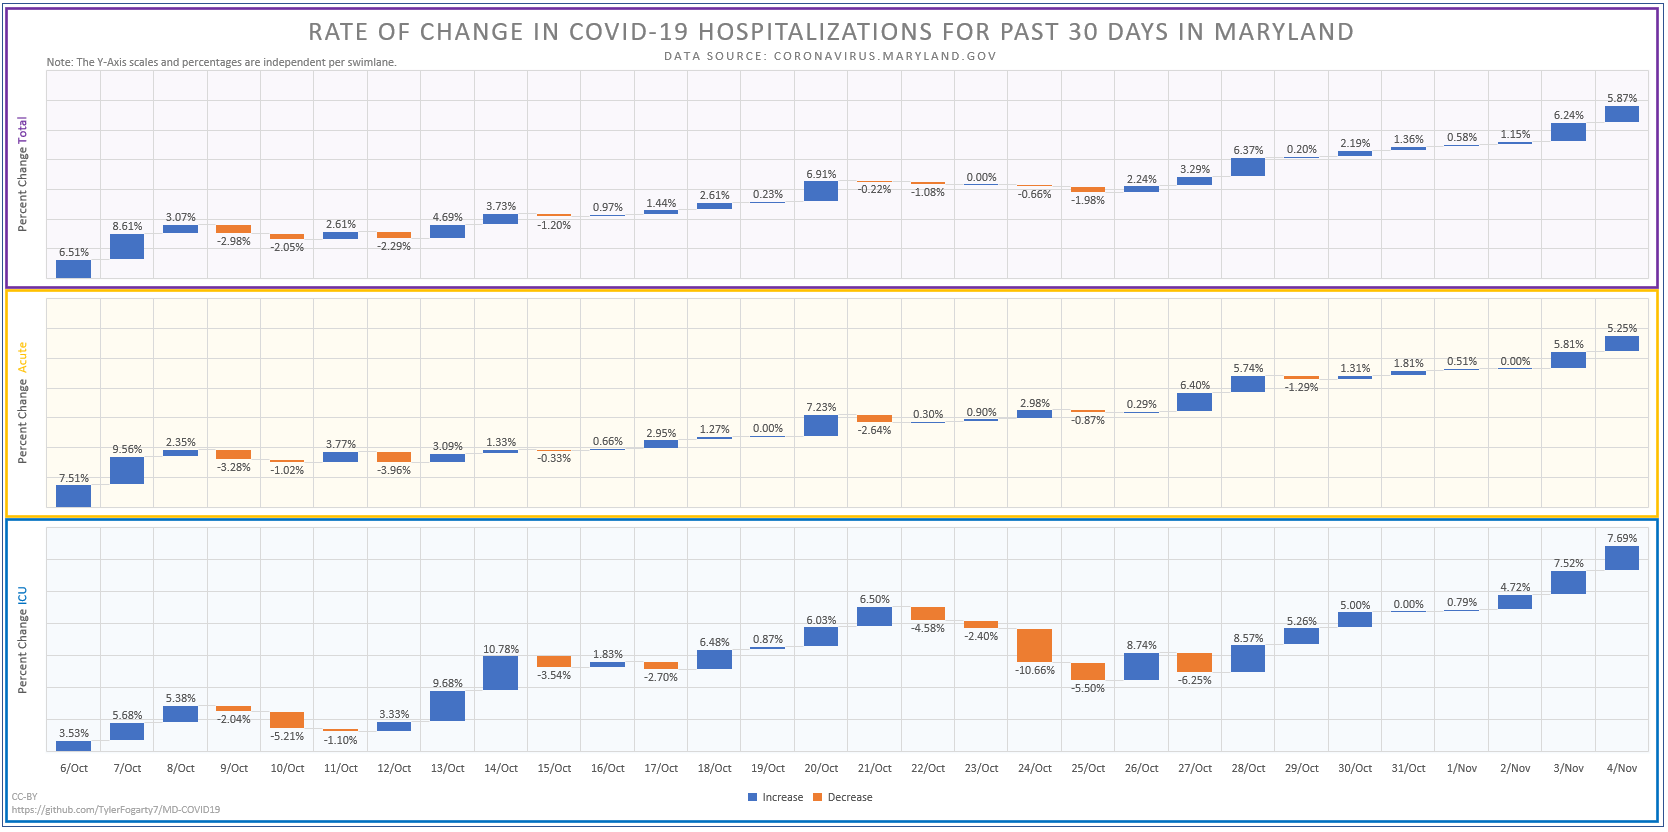 RATE OF CHANGE IN COVID-19 HOSPITALIZATIONS FOR PAST 30 DAYS IN MARYLAND
DATA SOURCE: CORONAVIRUS.MARYLAND.GOV
Note: The Y-Axis scales and percentages are independent per swimlane.
Percent Change Total
6.51% 8.61% 3.07% -2.98% -2.05% 2.61% -2.29% 4.69% 3.73% -1.20% 0.97% 1.44% 2.61% 0.23% 6.91% -0.22% -1.08% 0.00% -0.66% -1.98% 2.24% 3.29% 6.37% 0.20% 2.19% 1.36% 0.58% 1.15% 6.24% 5.87%
Percent Change Acute
7.51% 9.56% 2.35% -3.28% -1.02% 3.77% -3.96% 3.09% 1.33% -0.33% 0.66% 2.95% 1.27% 0.00% 7.23% -2.64% 0.30% 0.90% 2.98% -0.87% 0.29% 6.40% 5.74% -1.29% 1.31% 1.81% 0.51% 0.00% 5.81% 5.25%
Percent Change ICU
3.53% 5.68% 5.38% -2.04% -5.21% -1.10% 3.33% 9.68% 10.78% -3.54% 1.83% -2.70% 6.48% 0.87% 6.03% 6.50% -4.58% -2.40% -10.66% -5.50% 8.74% -6.25% 8.57% 5.26% 5.00% 0.00% 0.79% 4.72% 7.52% 7.69%
6/Oct 7/Oct 8/Oct 9/Oct 10/Oct 11/Oct 12/Oct 13/Oct 14/Oct 15/Oct 16/Oct 17/Oct 18/Oct 19/Oct 20/Oct 21/Oct 22/Oct 23/Oct 24/Oct 25/Oct 26/Oct 27/Oct 28/Oct 29/Oct 30/Oct 31/Oct 1/Nov 2/Nov 3/Nov 4/Nov
Increase Decrease
CC-BY
https://github.com/TylerFogarty7/MD-COVID19